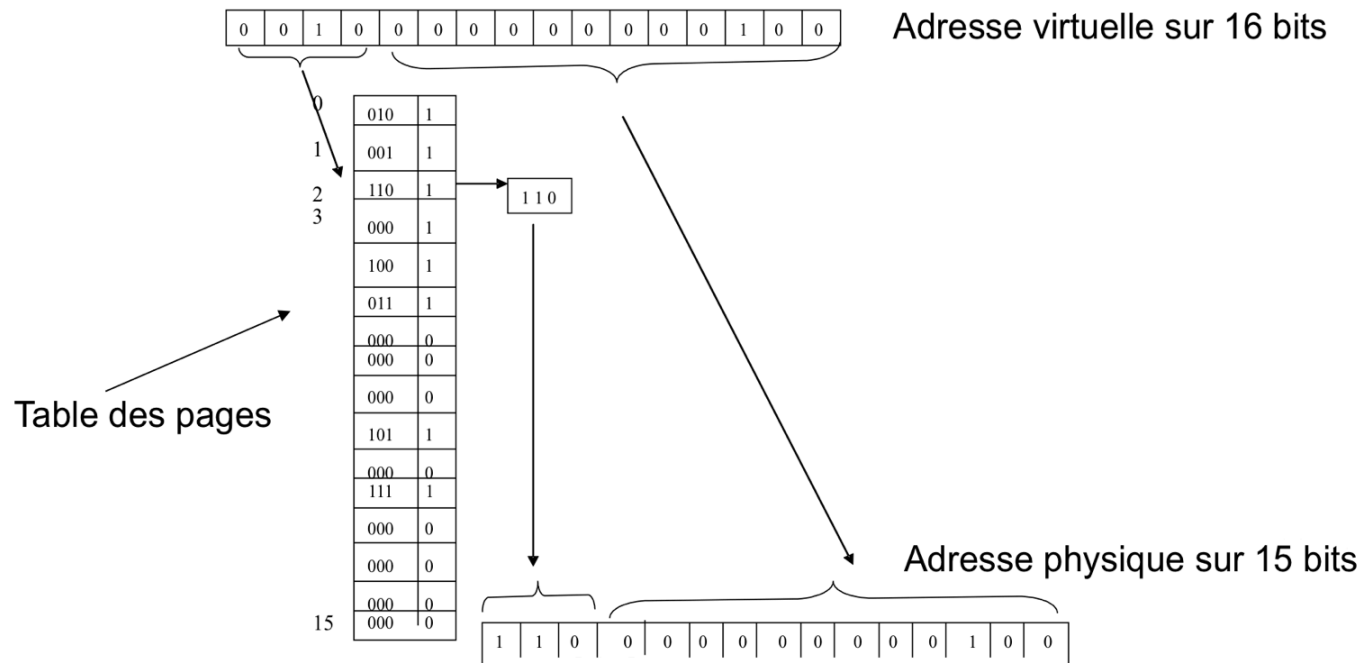 0 0 1 0 0 0 0 0 0 0 0 0 0 1 0 0 Adresse virtuelle sur 16 bits
0 010 1
1 001 1
2 110 1 1 1 0
3 000 1
100 1
011 1
000 0
000 0
000 0
Table des pages
101 1
000 0
111 1
000 0
000 0
Adresse physique sur 15 bits
000 0
15 000 0
1 1 0 0 0 0 0 0 0 0 0 0 1 0 0